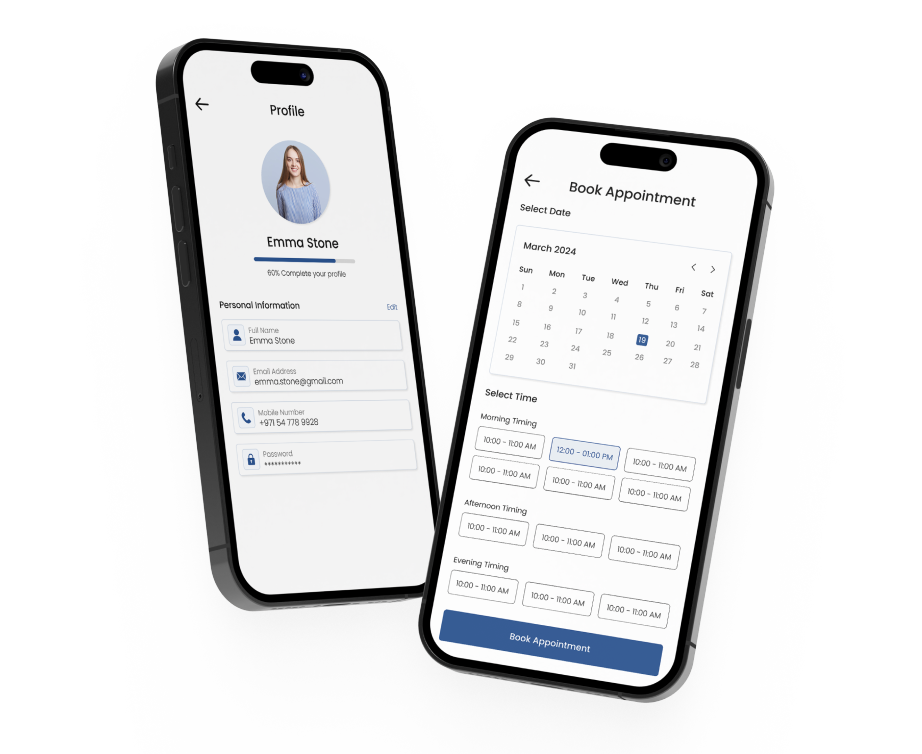 Profile
Emma Stone
60% Complete your profile
Personal Information Edit
Full Name
Emma Stone
Email Address
emma.stone@gmail.com
Mobile Number
+971 54 778 9928
Password
***********
Book Appointment
Select Date
March 2024
Sun Mon Tue Wed Thu Fri Sat
1 2 3 4 5 6 7
8 9 10 11 12 13 14
15 16 17 18 19 20 21
22 23 24 25 26 27 28
29 30 31
Select Time
Morning Timing
10:00 - 11:00 AM 12:00 - 01:00 PM 10:00 - 11:00 AM
10:00 - 11:00 AM 10:00 - 11:00 AM 10:00 - 11:00 AM
Afternoon Timing
10:00 - 11:00 AM 10:00 - 11:00 AM 10:00 - 11:00 AM
Evening Timing
10:00 - 11:00 AM 10:00 - 11:00 AM 10:00 - 11:00 AM
Book Appointment